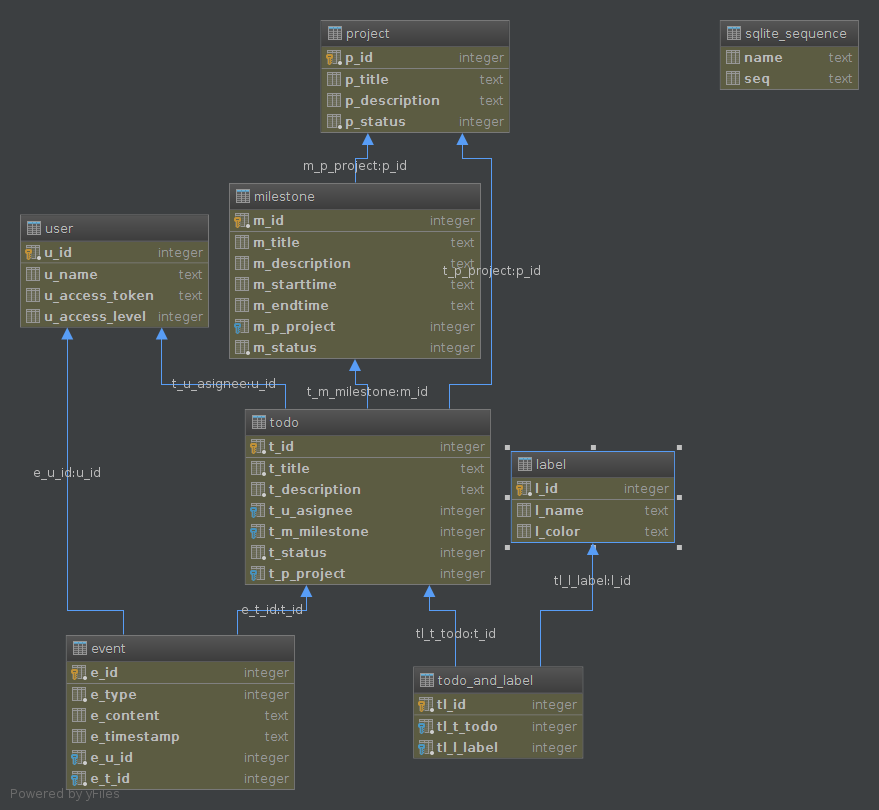 project
p_id integer
p_title text
p_description text
p_status integer
sqlite_sequence
name text
seq text
m_p_project:p_id
milestone
m_id integer
m_title text
m_description text
m_starttime text
m_endtime text
m_p_project integer
m_status integer
t_p_project:p_id
user
u_id integer
u_name text
u_access_token text
u_access_level integer
t_u_asignee:u_id
t_m_milestone:m_id
todo
t_id integer
t_title text
t_description text
t_u_asignee integer
t_m_milestone integer
t_status integer
t_p_project integer
label
l_id integer
l_name text
l_color text
e_u_id:u_id
e_t_id:t_id
tl_t_todo:t_id
tl_l_label:l_id
event
e_id integer
e_type integer
e_content text
e_timestamp text
e_u_id integer
e_t_id integer
todo_and_label
tl_id integer
tl_t_todo integer
tl_l_label integer
Powered by yFiles